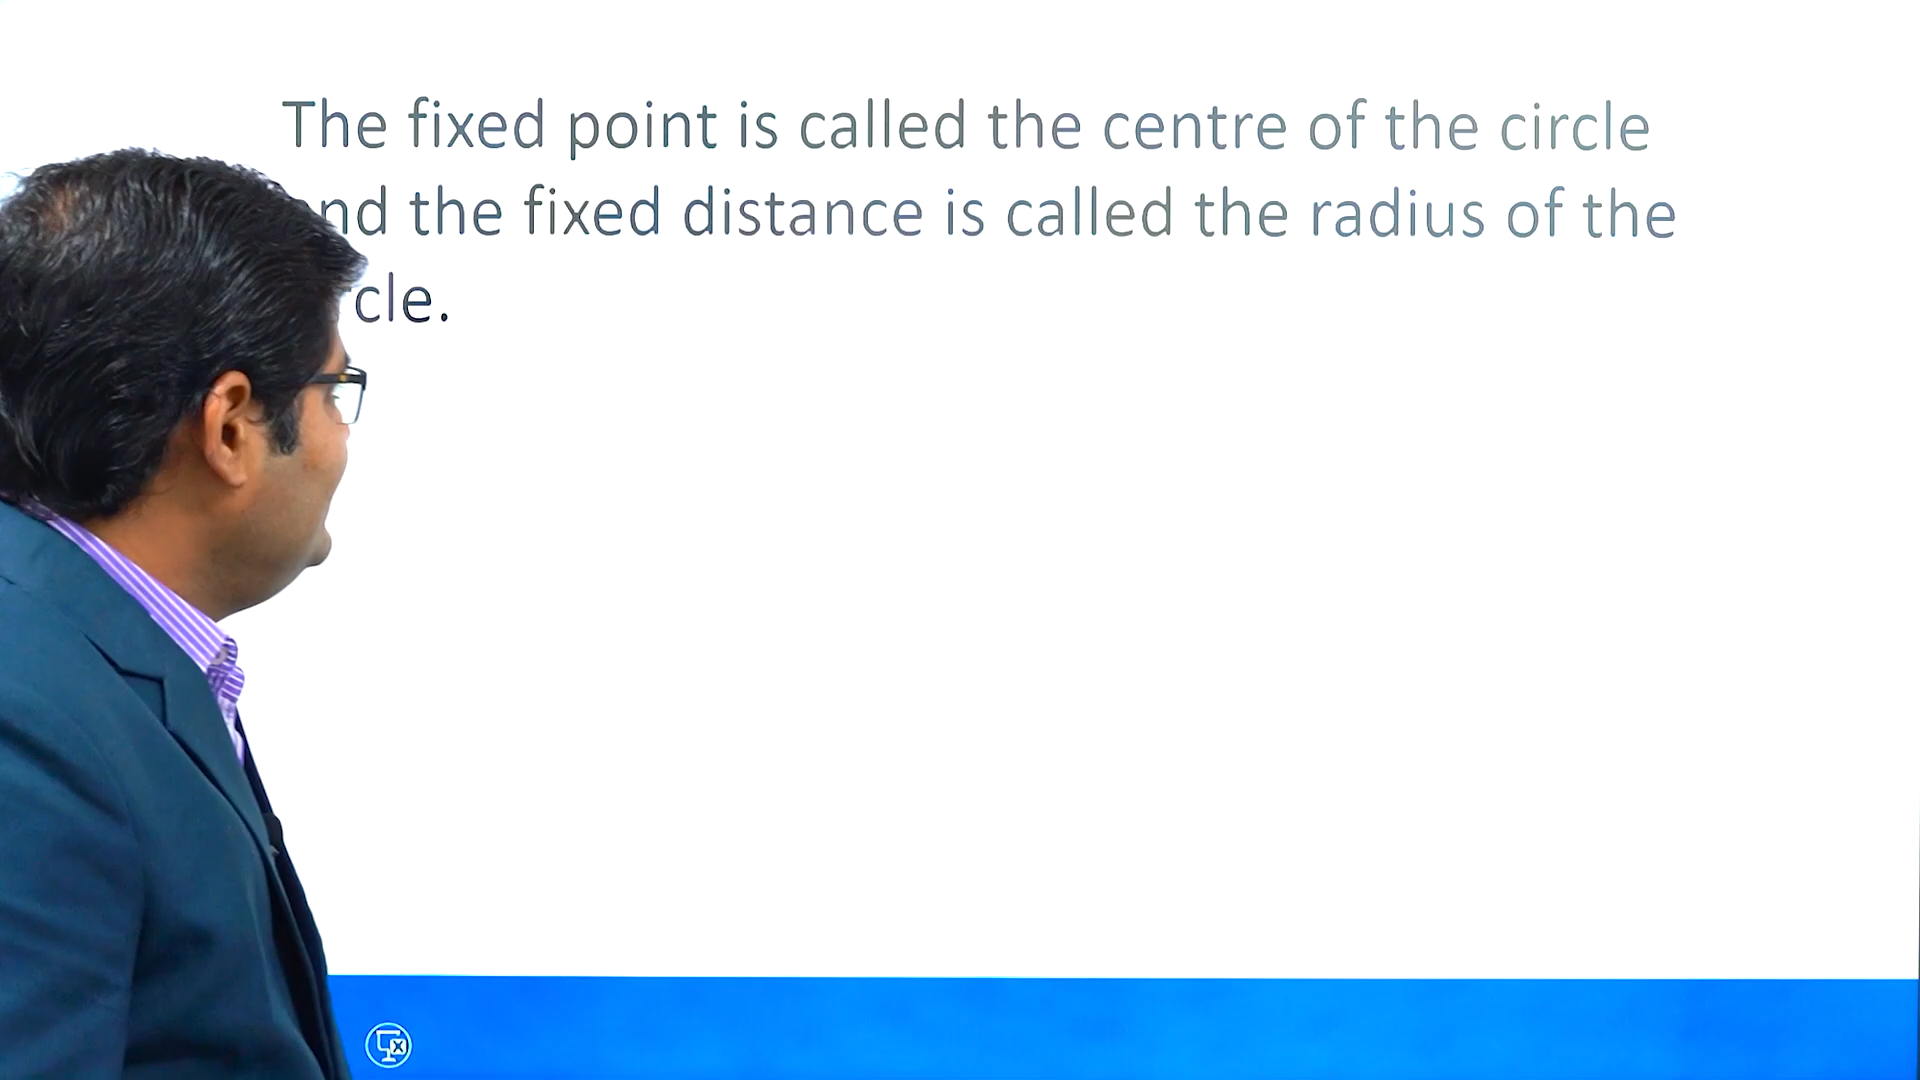 The fixed point is called the centre of the circle
nd the fixed distance is called the radius of the
cle.